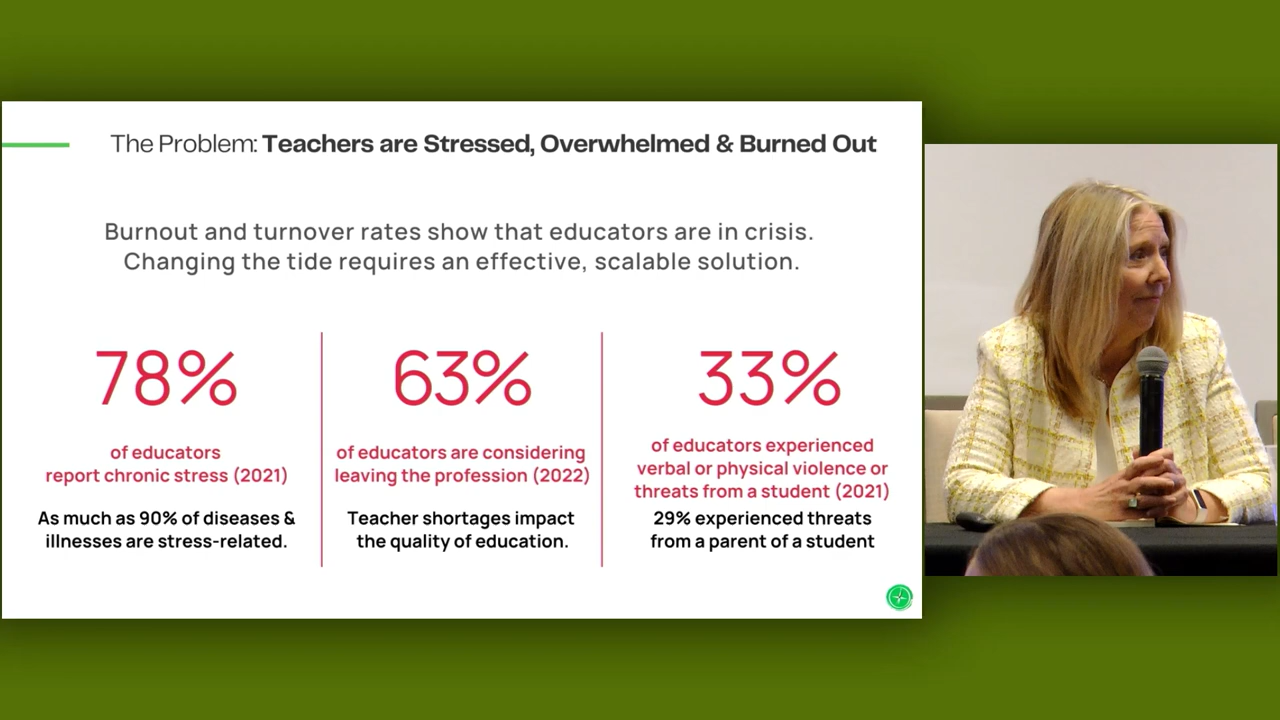 The Problem: Teachers are Stressed, Overwhelmed & Burned Out
Burnout and turnover rates show that educators are in crisis.
Changing the tide requires an effective, scalable solution.
78%
of educators
report chronic stress (2021)
As much as 90% of diseases &
illnesses are stress-related.
63%
of educators are considering
leaving the profession (2022)
Teacher shortages impact
the quality of education.
33%
of educators experienced
verbal or physical violence or
threats from a student (2021)
29% experienced threats
from a parent of a student